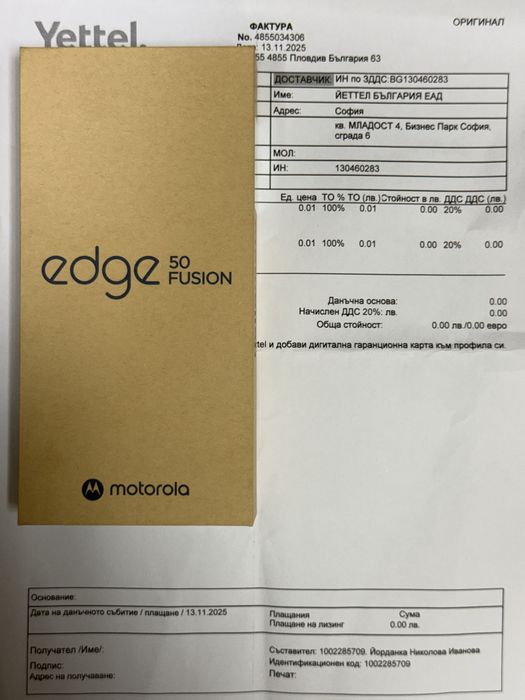 Yettel.
ФАКТУРА
ОРИГИНАЛ
No. 4855034306
13.11.2025
55 4855 Пловдив България 63
ДОСТАВЧИК ИН по ЗДДС:BG130460283
Име: ЙЕТТЕЛ БЪЛГАРИЯ ЕАД
Адрес: София
кв. МЛАДОСТ 4, Бизнес Парк София,
сграда 6
МОЛ:
ИН: 130460283
Ед. цена ТО % ТО (лв.) Стойност в лв. ДДС ДДС (лв.)
0.01 100% 0.01 0.00 20% 0.00
0.01 100% 0.01 0.00 20% 0.00
Данъчна основа: 0.00
Начислен ДДС 20%: лв. 0.00
Обща стойност: 0.00 лв./0.00 евро
tel и добави дигитална гаранционна карта към профила си.
edge 50 FUSION
motorola
Основание:
Дата на данъчното събитие / плащане / 13.11.2025
Плащания Сума
Плащане на лизинг 0.00 лв.
Получател /Име/:
Подпис:
Адрес на получаване:
Съставител: 1002285709, Йорданка Николова Иванова
Идентификационен код: 1002285709
Печат: